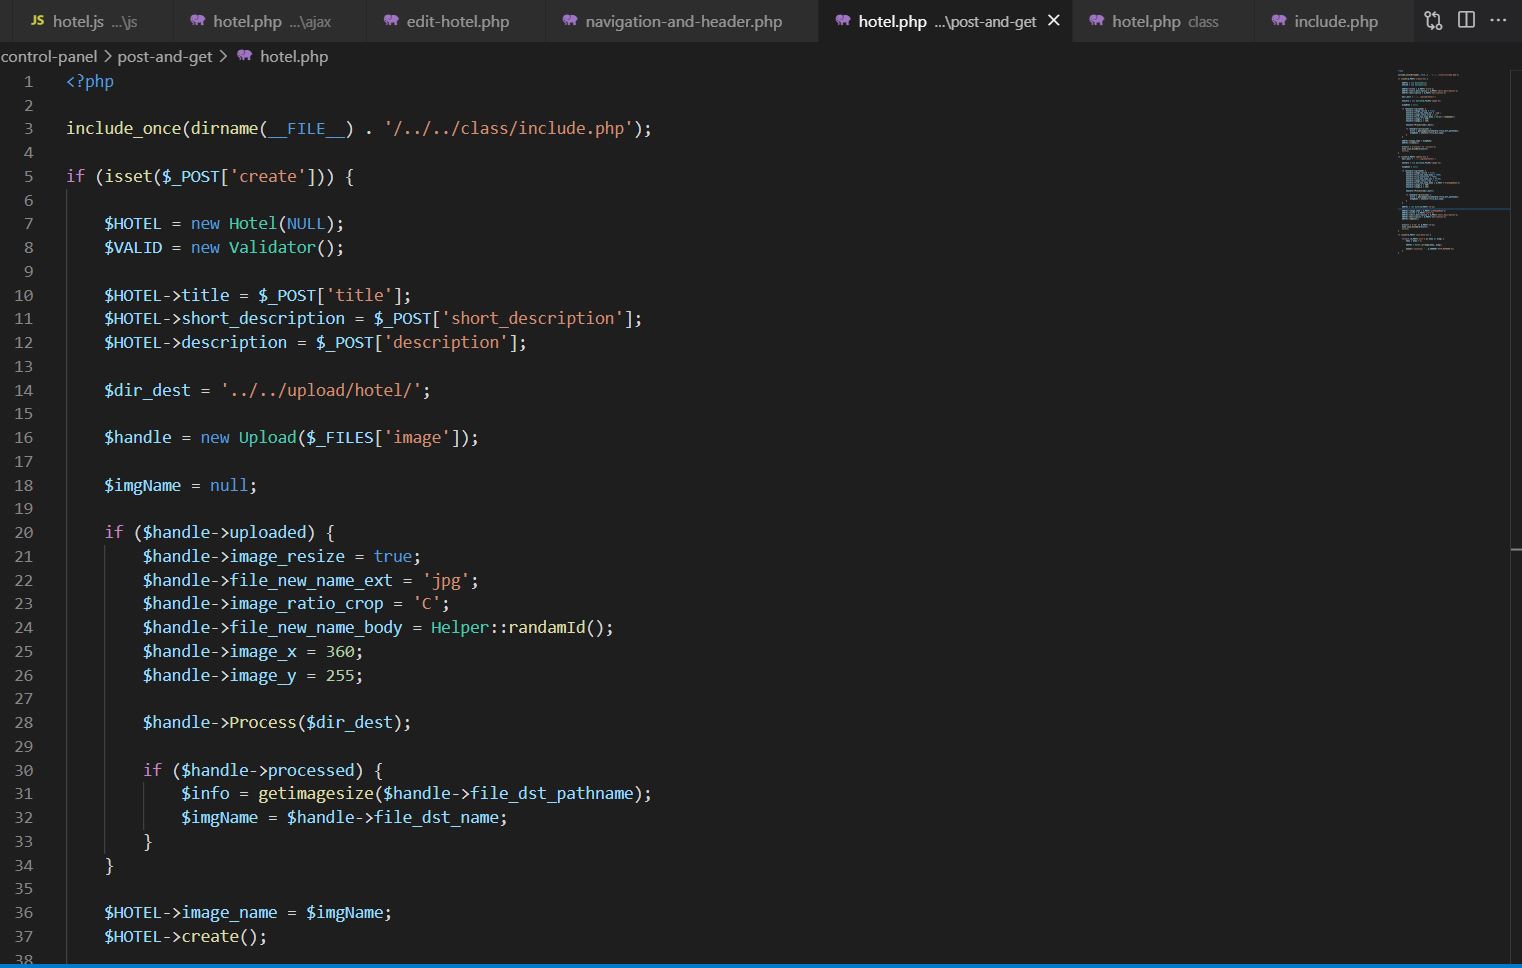 JS hotel.js ...\js hotel.php ...\ajax edit-hotel.php navigation-and-header.php hotel.php ...\post-and-get × hotel.php class include.php ...
control-panel > post-and-get > hotel.php
1 <?php
2
3 include_once(dirname(__FILE__) . '/../../class/include.php');
4
5 if (isset($_POST['create'])) {
6
7 $HOTEL = new Hotel(NULL);
8 $VALID = new Validator();
9
10 $HOTEL->title = $_POST['title'];
11 $HOTEL->short_description = $_POST['short_description'];
12 $HOTEL->description = $_POST['description'];
13
14 $dir_dest = '../../upload/hotel/';
15
16 $handle = new Upload($_FILES['image']);
17
18 $imgName = null;
19
20 if ($handle->uploaded) {
21 $handle->image_resize = true;
22 $handle->file_new_name_ext = 'jpg';
23 $handle->image_ratio_crop = 'C';
24 $handle->file_new_name_body = Helper::randamId();
25 $handle->image_x = 360;
26 $handle->image_y = 255;
27
28 $handle->Process($dir_dest);
29
30 if ($handle->processed) {
31 $info = getimagesize($handle->file_dst_pathname);
32 $imgName = $handle->file_dst_name;
33 }
34 }
35
36 $HOTEL->image_name = $imgName;
37 $HOTEL->create();
38